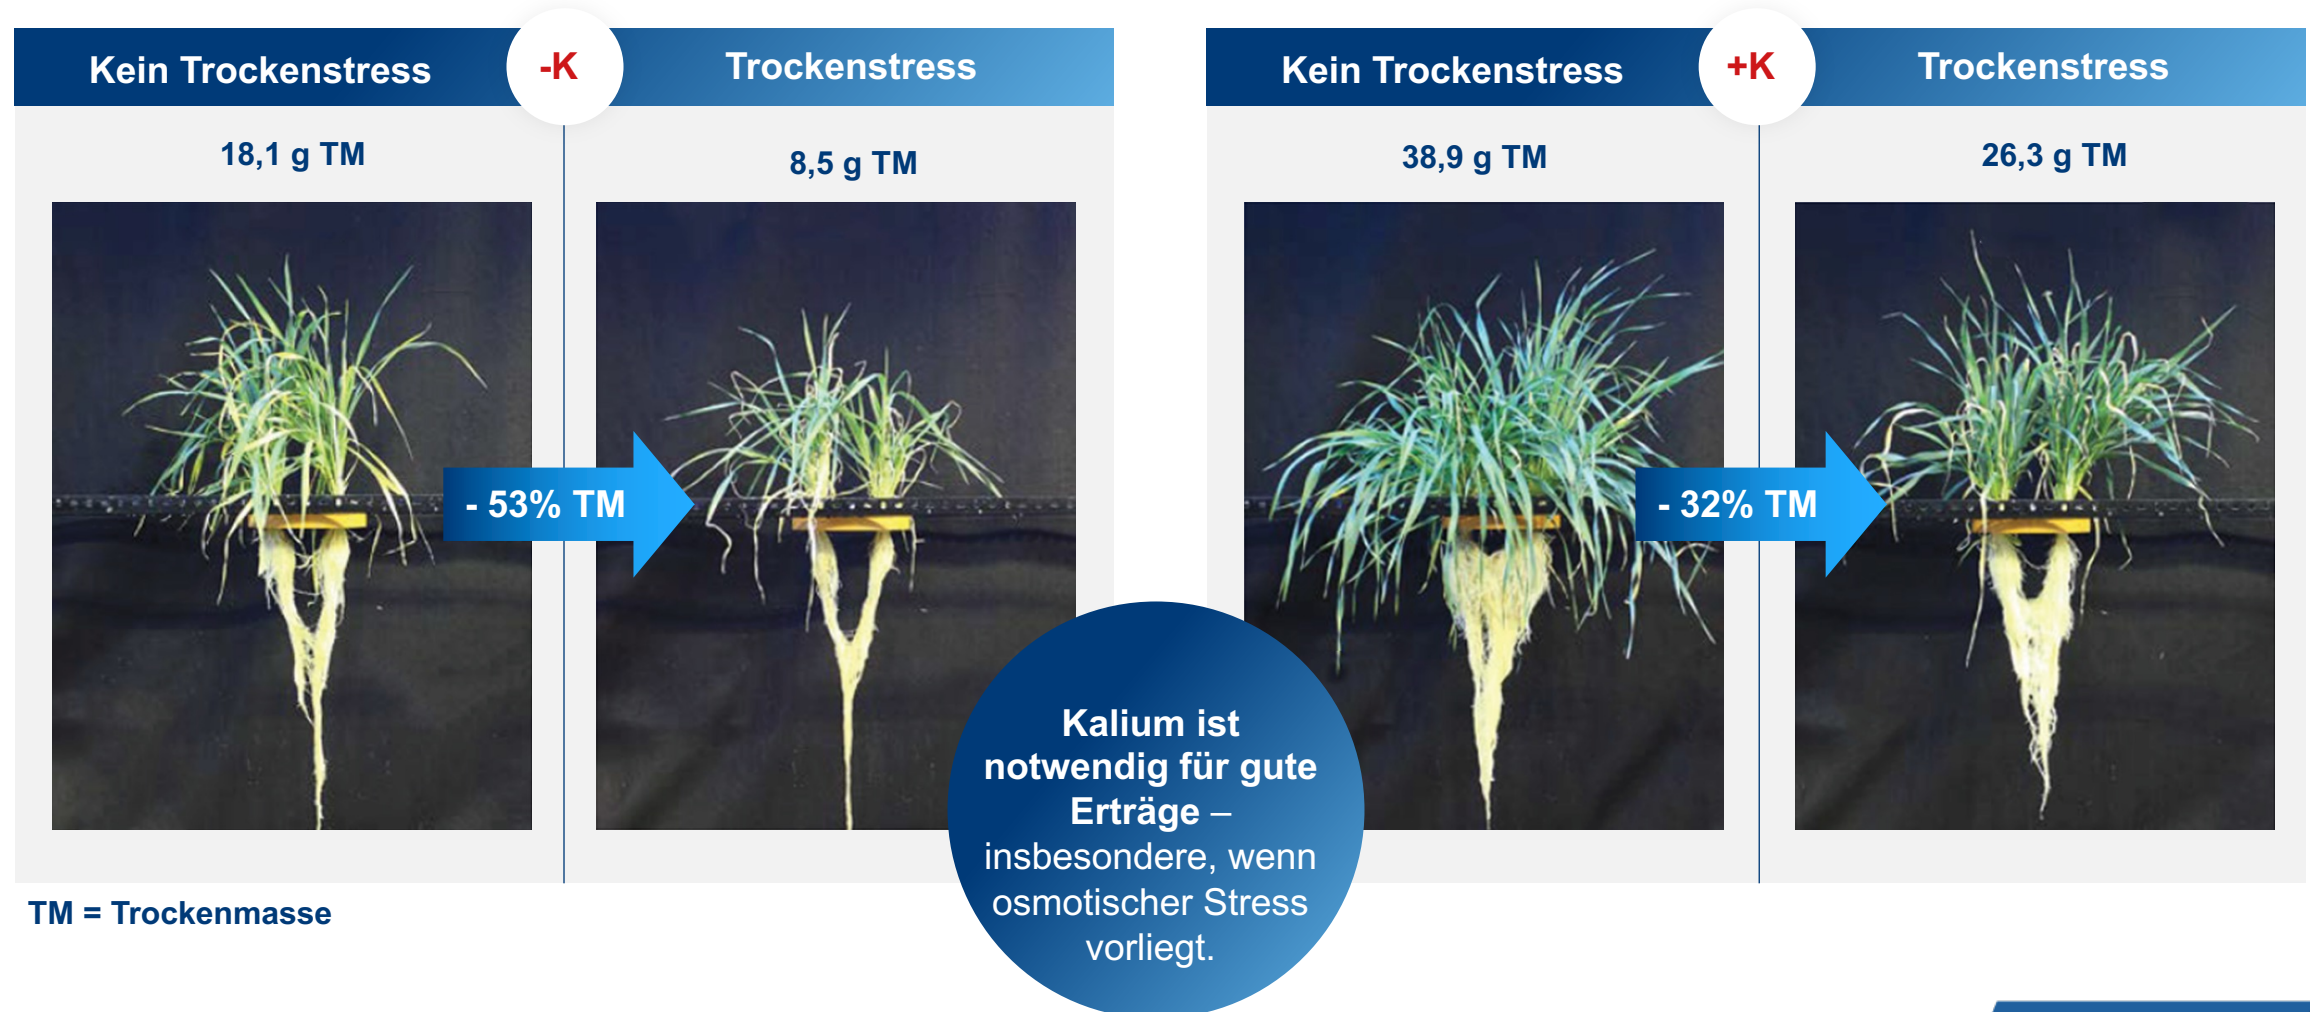 Kein Trockenstress
-K
Trockenstress
18,1 g TM
8,5 g TM
- 53% TM
Kein Trockenstress
+K
Trockenstress
38,9 g TM
26,3 g TM
- 32% TM
Kalium ist
notwendig für gute
Erträge –
insbesondere, wenn
osmotischer Stress
vorliegt.
TM = Trockenmasse